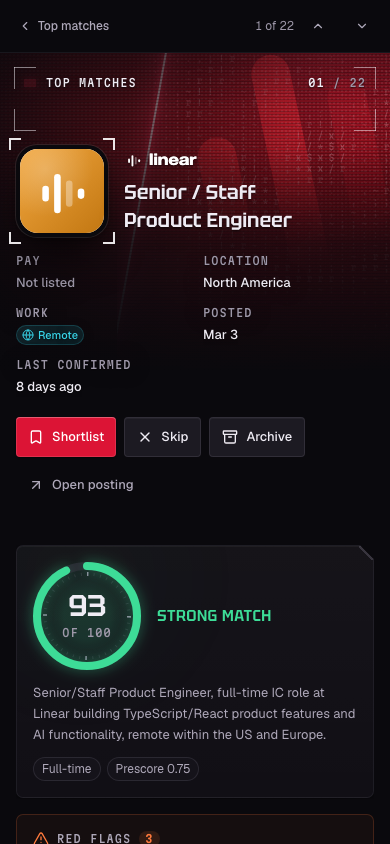 Top matches
1 of 22
TOP MATCHES
01 / 22
linear
Senior / Staff
Product Engineer
PAY
LOCATION
Not listed
North America
WORK
POSTED
Remote
Mar 3
LAST CONFIRMED
8 days ago
Shortlist
Skip
Archive
Open posting
93
OF 100
STRONG MATCH
Senior/Staff Product Engineer, full-time IC role at
Linear building TypeScript/React product features and
AI functionality, remote within the US and Europe.
Full-time
Prescore 0.75
RED FLAGS 3